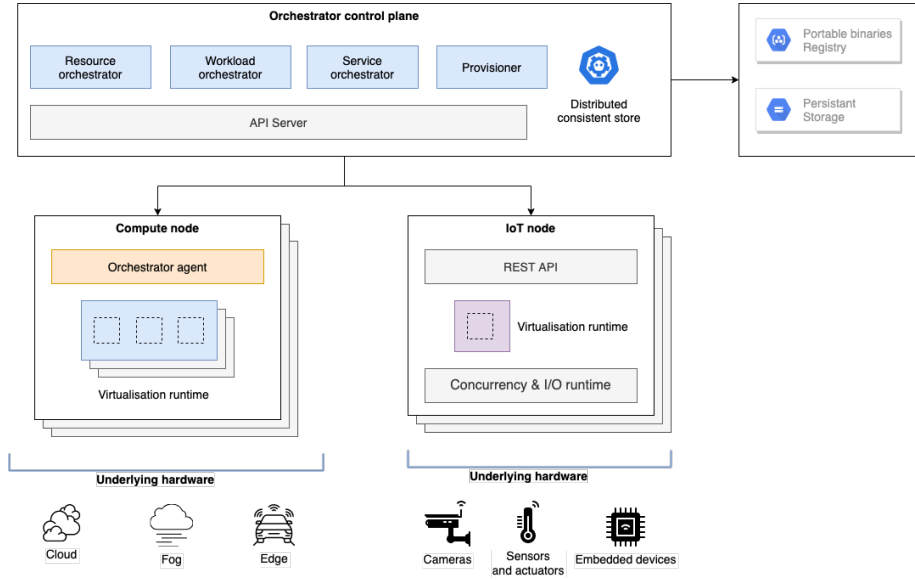 Orchestrator control plane
Resource
orchestrator
Workload
orchestrator
Service
orchestrator
Provisioner
Distributed
consistent store
API Server
Portable binaries
Registry
Persistant
Storage
Compute node
Orchestrator agent
Virtualisation runtime
IoT node
REST API
Virtualisation runtime
Concurrency & I/O runtime
Underlying hardware
Cloud
Fog
Edge
Underlying hardware
Cameras
Sensors
and actuators
Embedded devices